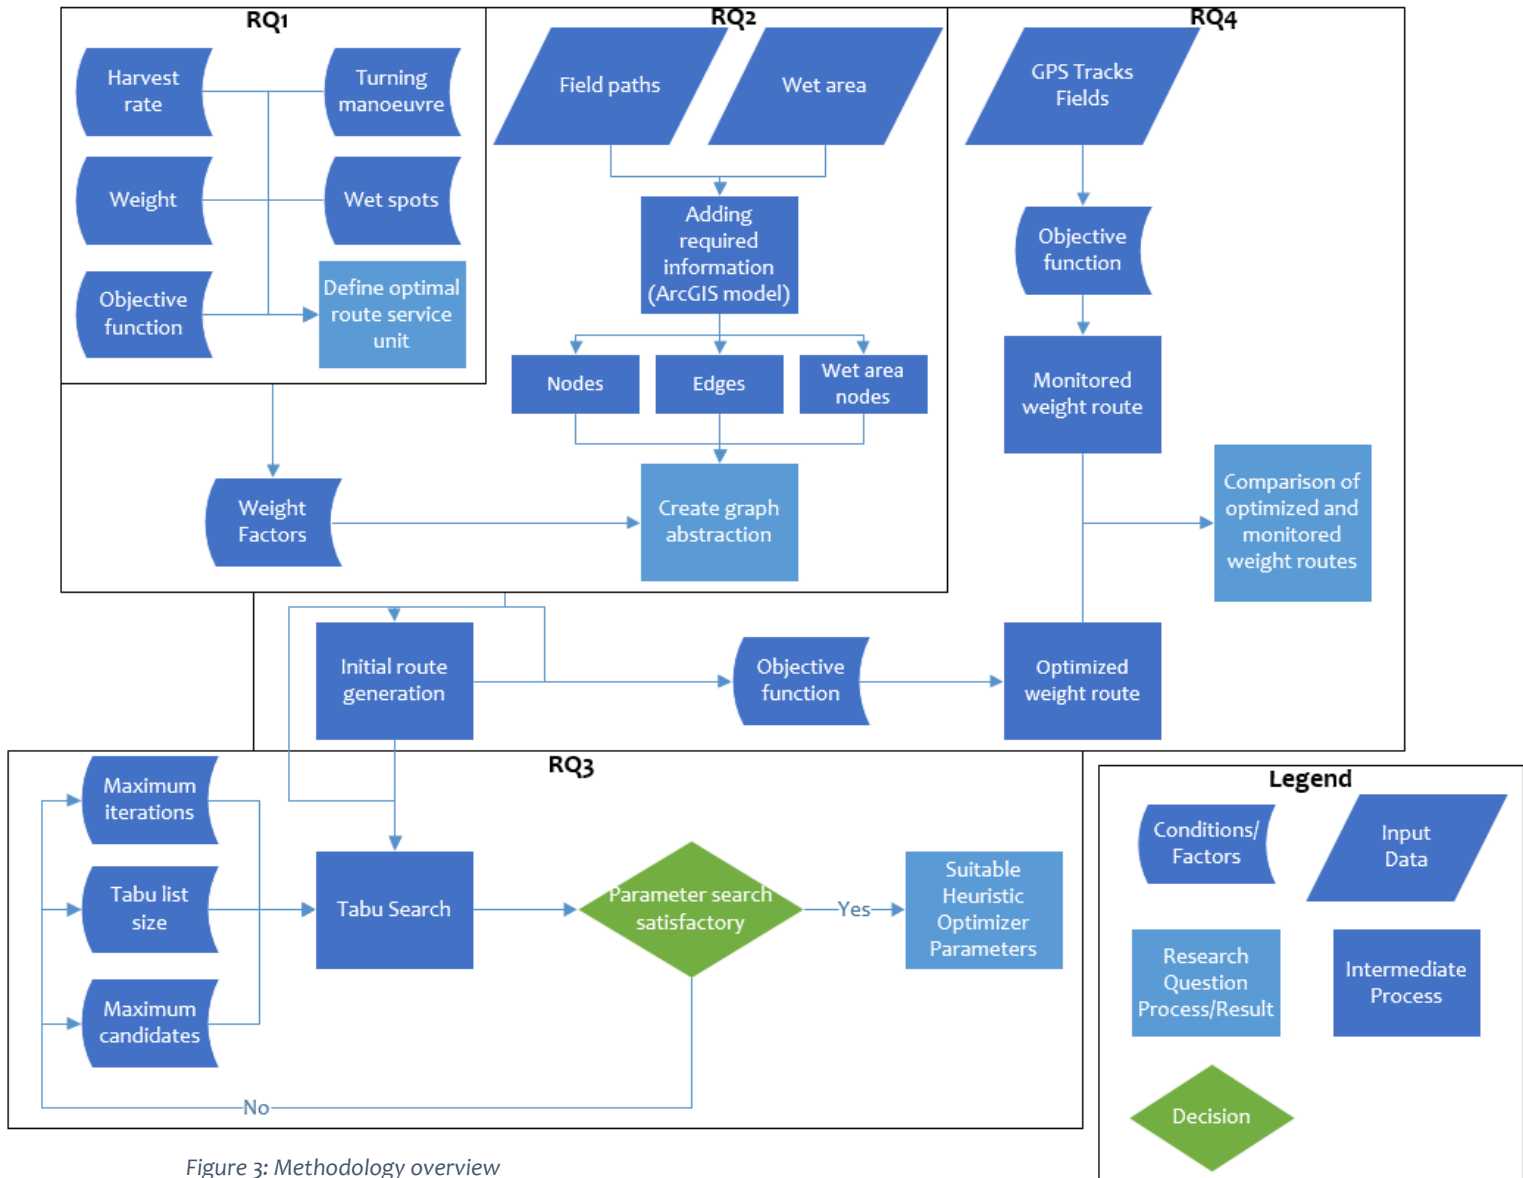 RQ1
Harvest
rate
Turning
manoeuvre
Weight
Wet spots
Objective
function
Define optimal
route service
unit
Weight
Factors
RQ2
Field paths
Wet area
Adding
required
information
(ArcGIS model)
Nodes
Edges
Wet area
nodes
Create graph
abstraction
RQ4
GPS Tracks
Fields
Objective
function
Monitored
weight route
Comparison of
optimized and
monitored
weight routes
Initial route
generation
Objective
function
Optimized
weight route
RQ3
Maximum
iterations
Tabu list
size
Maximum
candidates
Tabu Search
Parameter search
satisfactory
Yes
Suitable
Heuristic
Optimizer
Parameters
No
Legend
Conditions/
Factors
Input
Data
Research
Question
Process/Result
Intermediate
Process
Decision
Figure 3: Methodology overview